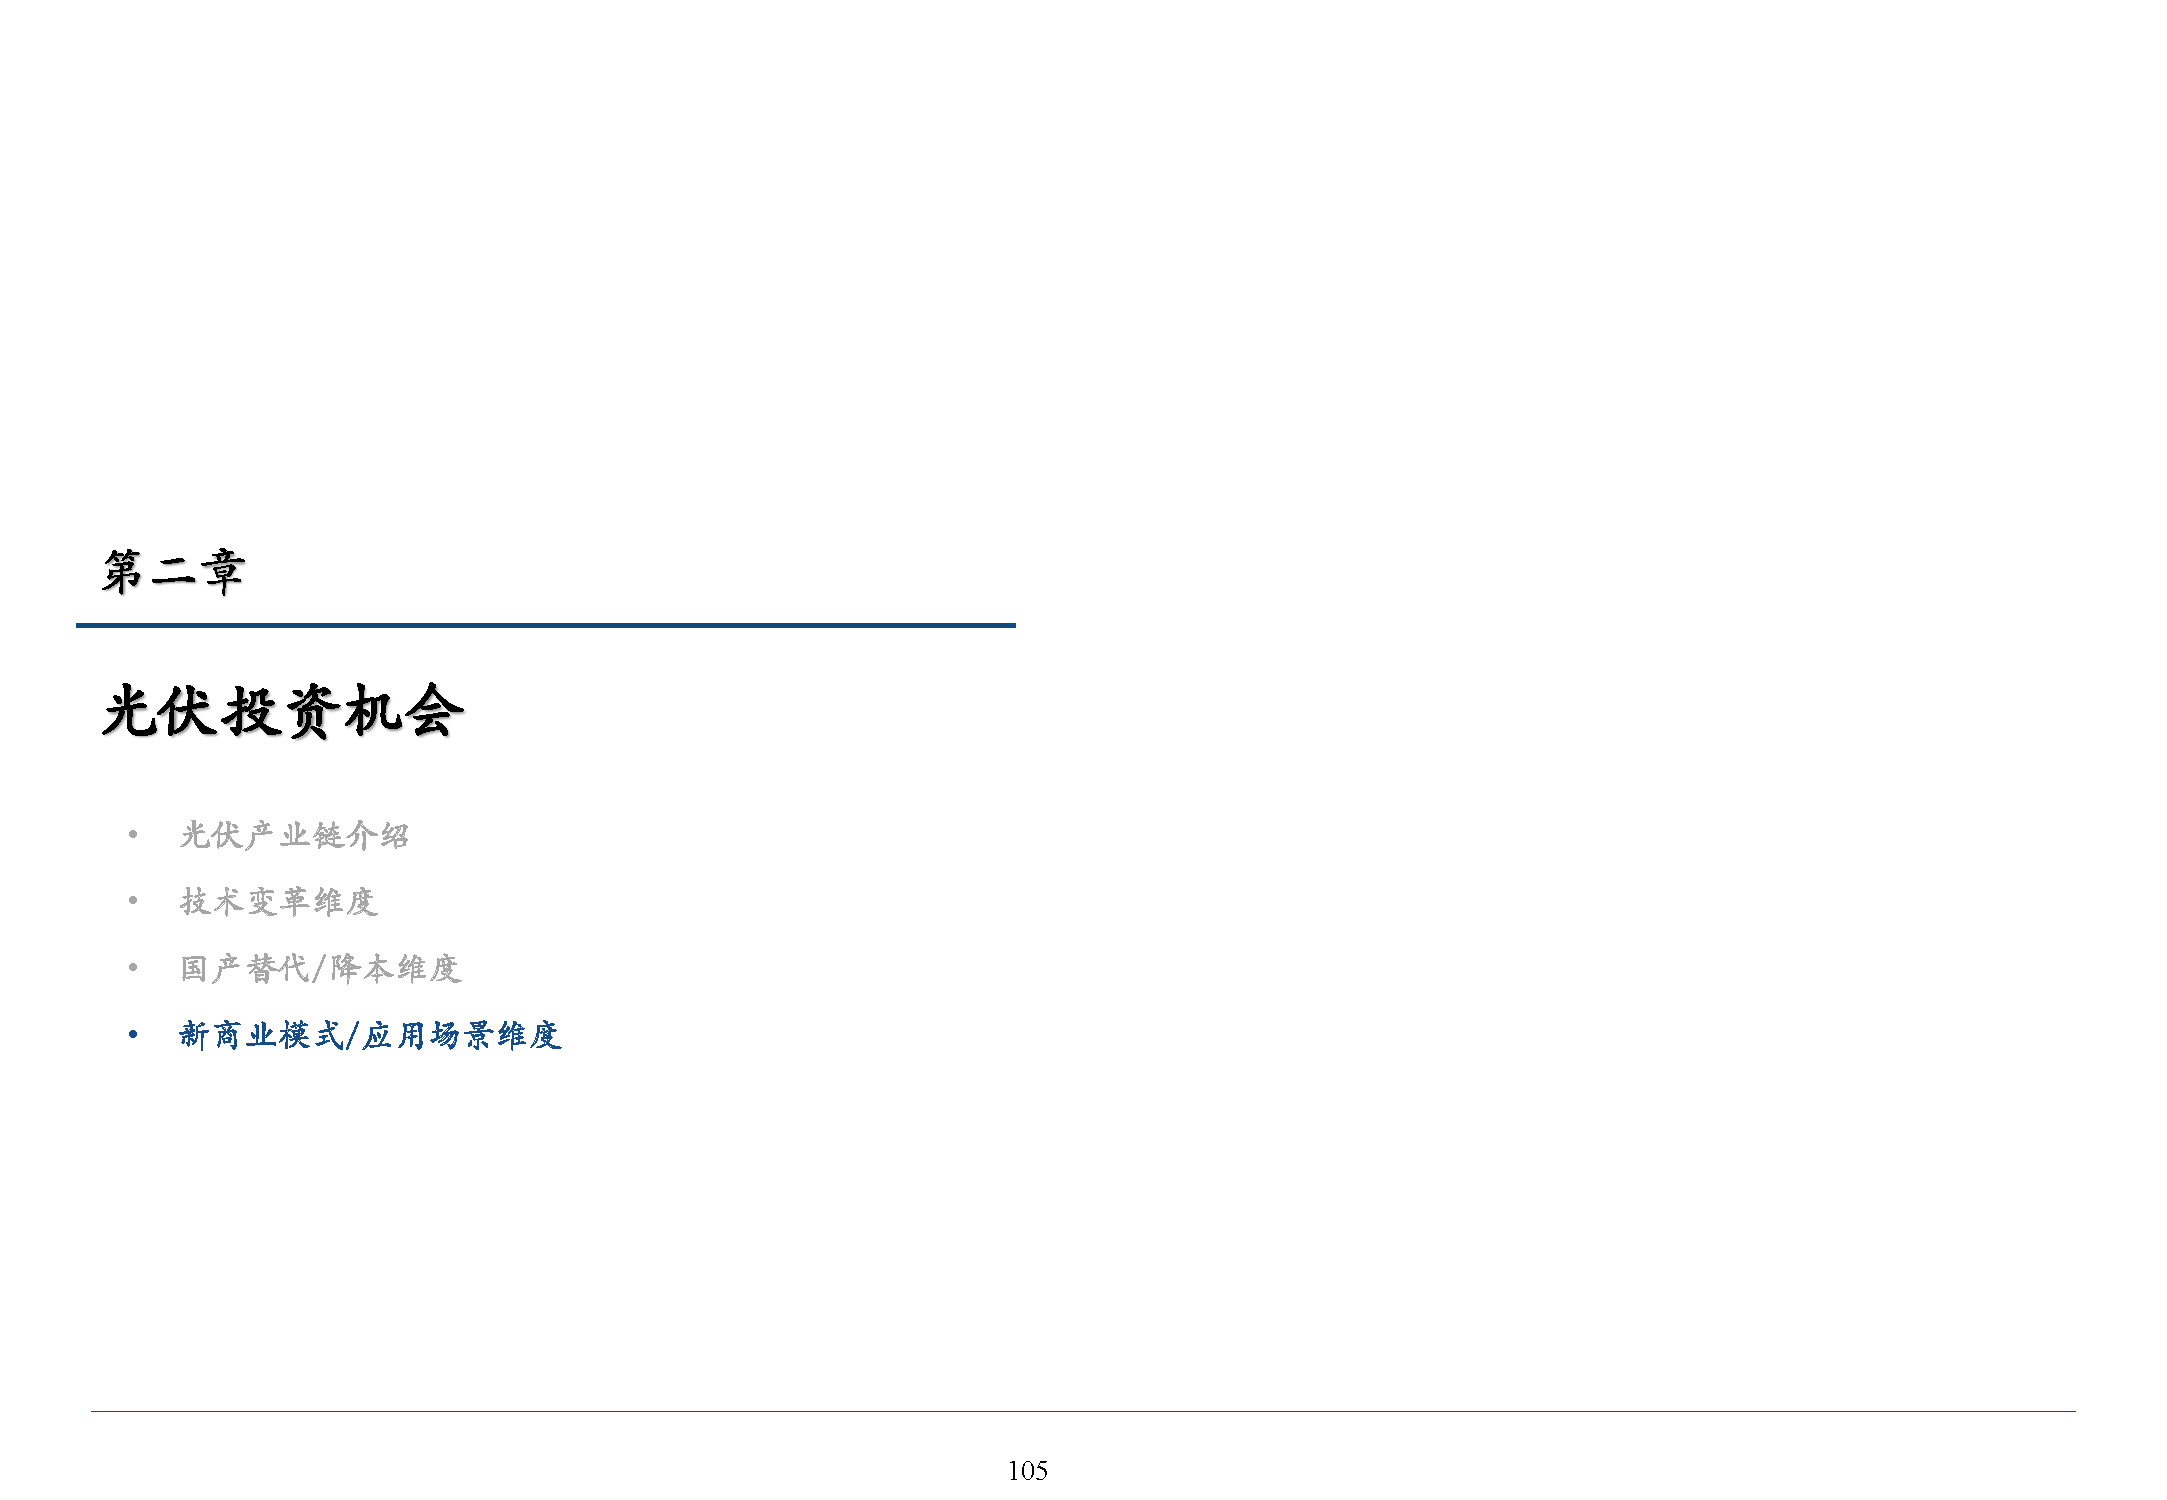 第二章
光伏投资机会
• 光伏产业链介绍
• 技术变革维度
• 国产替代/降本维度
• 新商业模式/应用场景维度
105